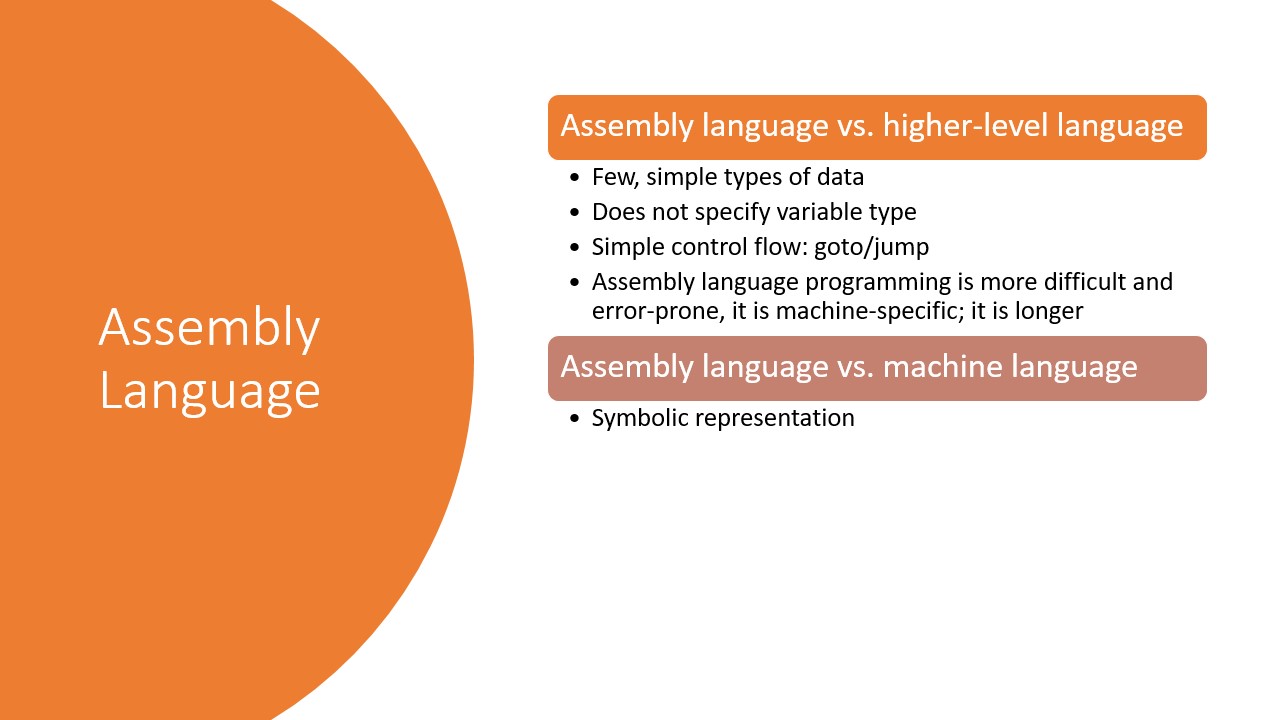 Assembly
Language
Assembly language vs. higher-level language
• Few, simple types of data
• Does not specify variable type
• Simple control flow: goto/jump
• Assembly language programming is more difficult and
error-prone, it is machine-specific; it is longer
Assembly language vs. machine language
• Symbolic representation